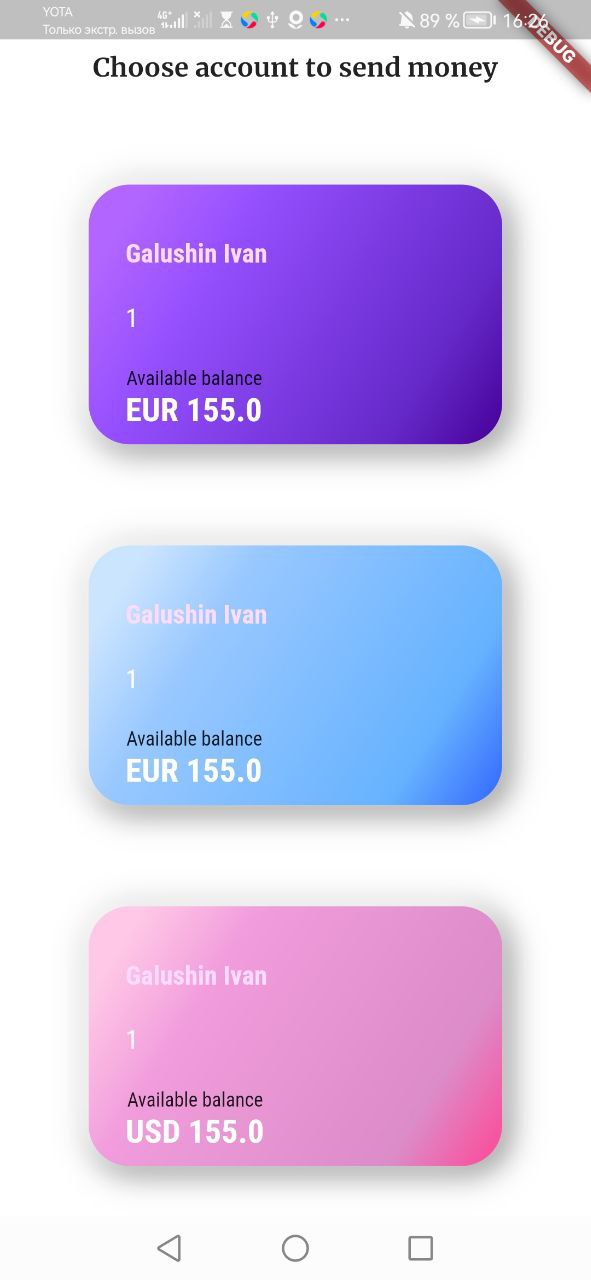 YOTA
Только экстр. вызов 4G+ 89 % 16:26
DEBUG
Choose account to send money
Galushin Ivan
1
Available balance
EUR 155.0
Galushin Ivan
1
Available balance
EUR 155.0
Galushin Ivan
1
Available balance
USD 155.0